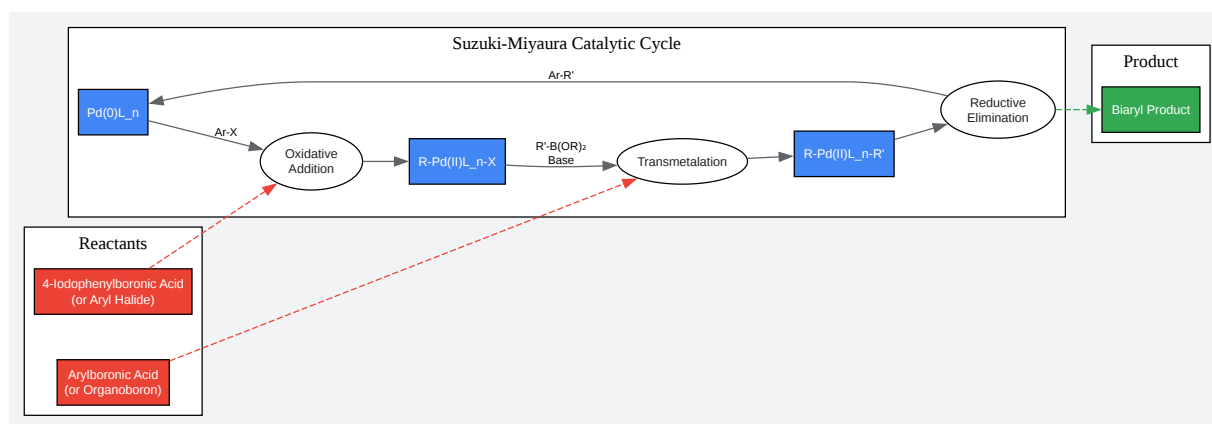 Suzuki-Miyaura Catalytic Cycle
Product
Ar-R'
Pd(0)L_n
Ar-X
Oxidative
Addition
R-Pd(II)L_n-X
R'-B(OR)₂
Base
Transmetalation
R-Pd(II)L_n-R'
Reductive
Elimination
Biaryl Product
Reactants
4-Iodophenylboronic Acid
(or Aryl Halide)
Arylboronic Acid
(or Organoboron)